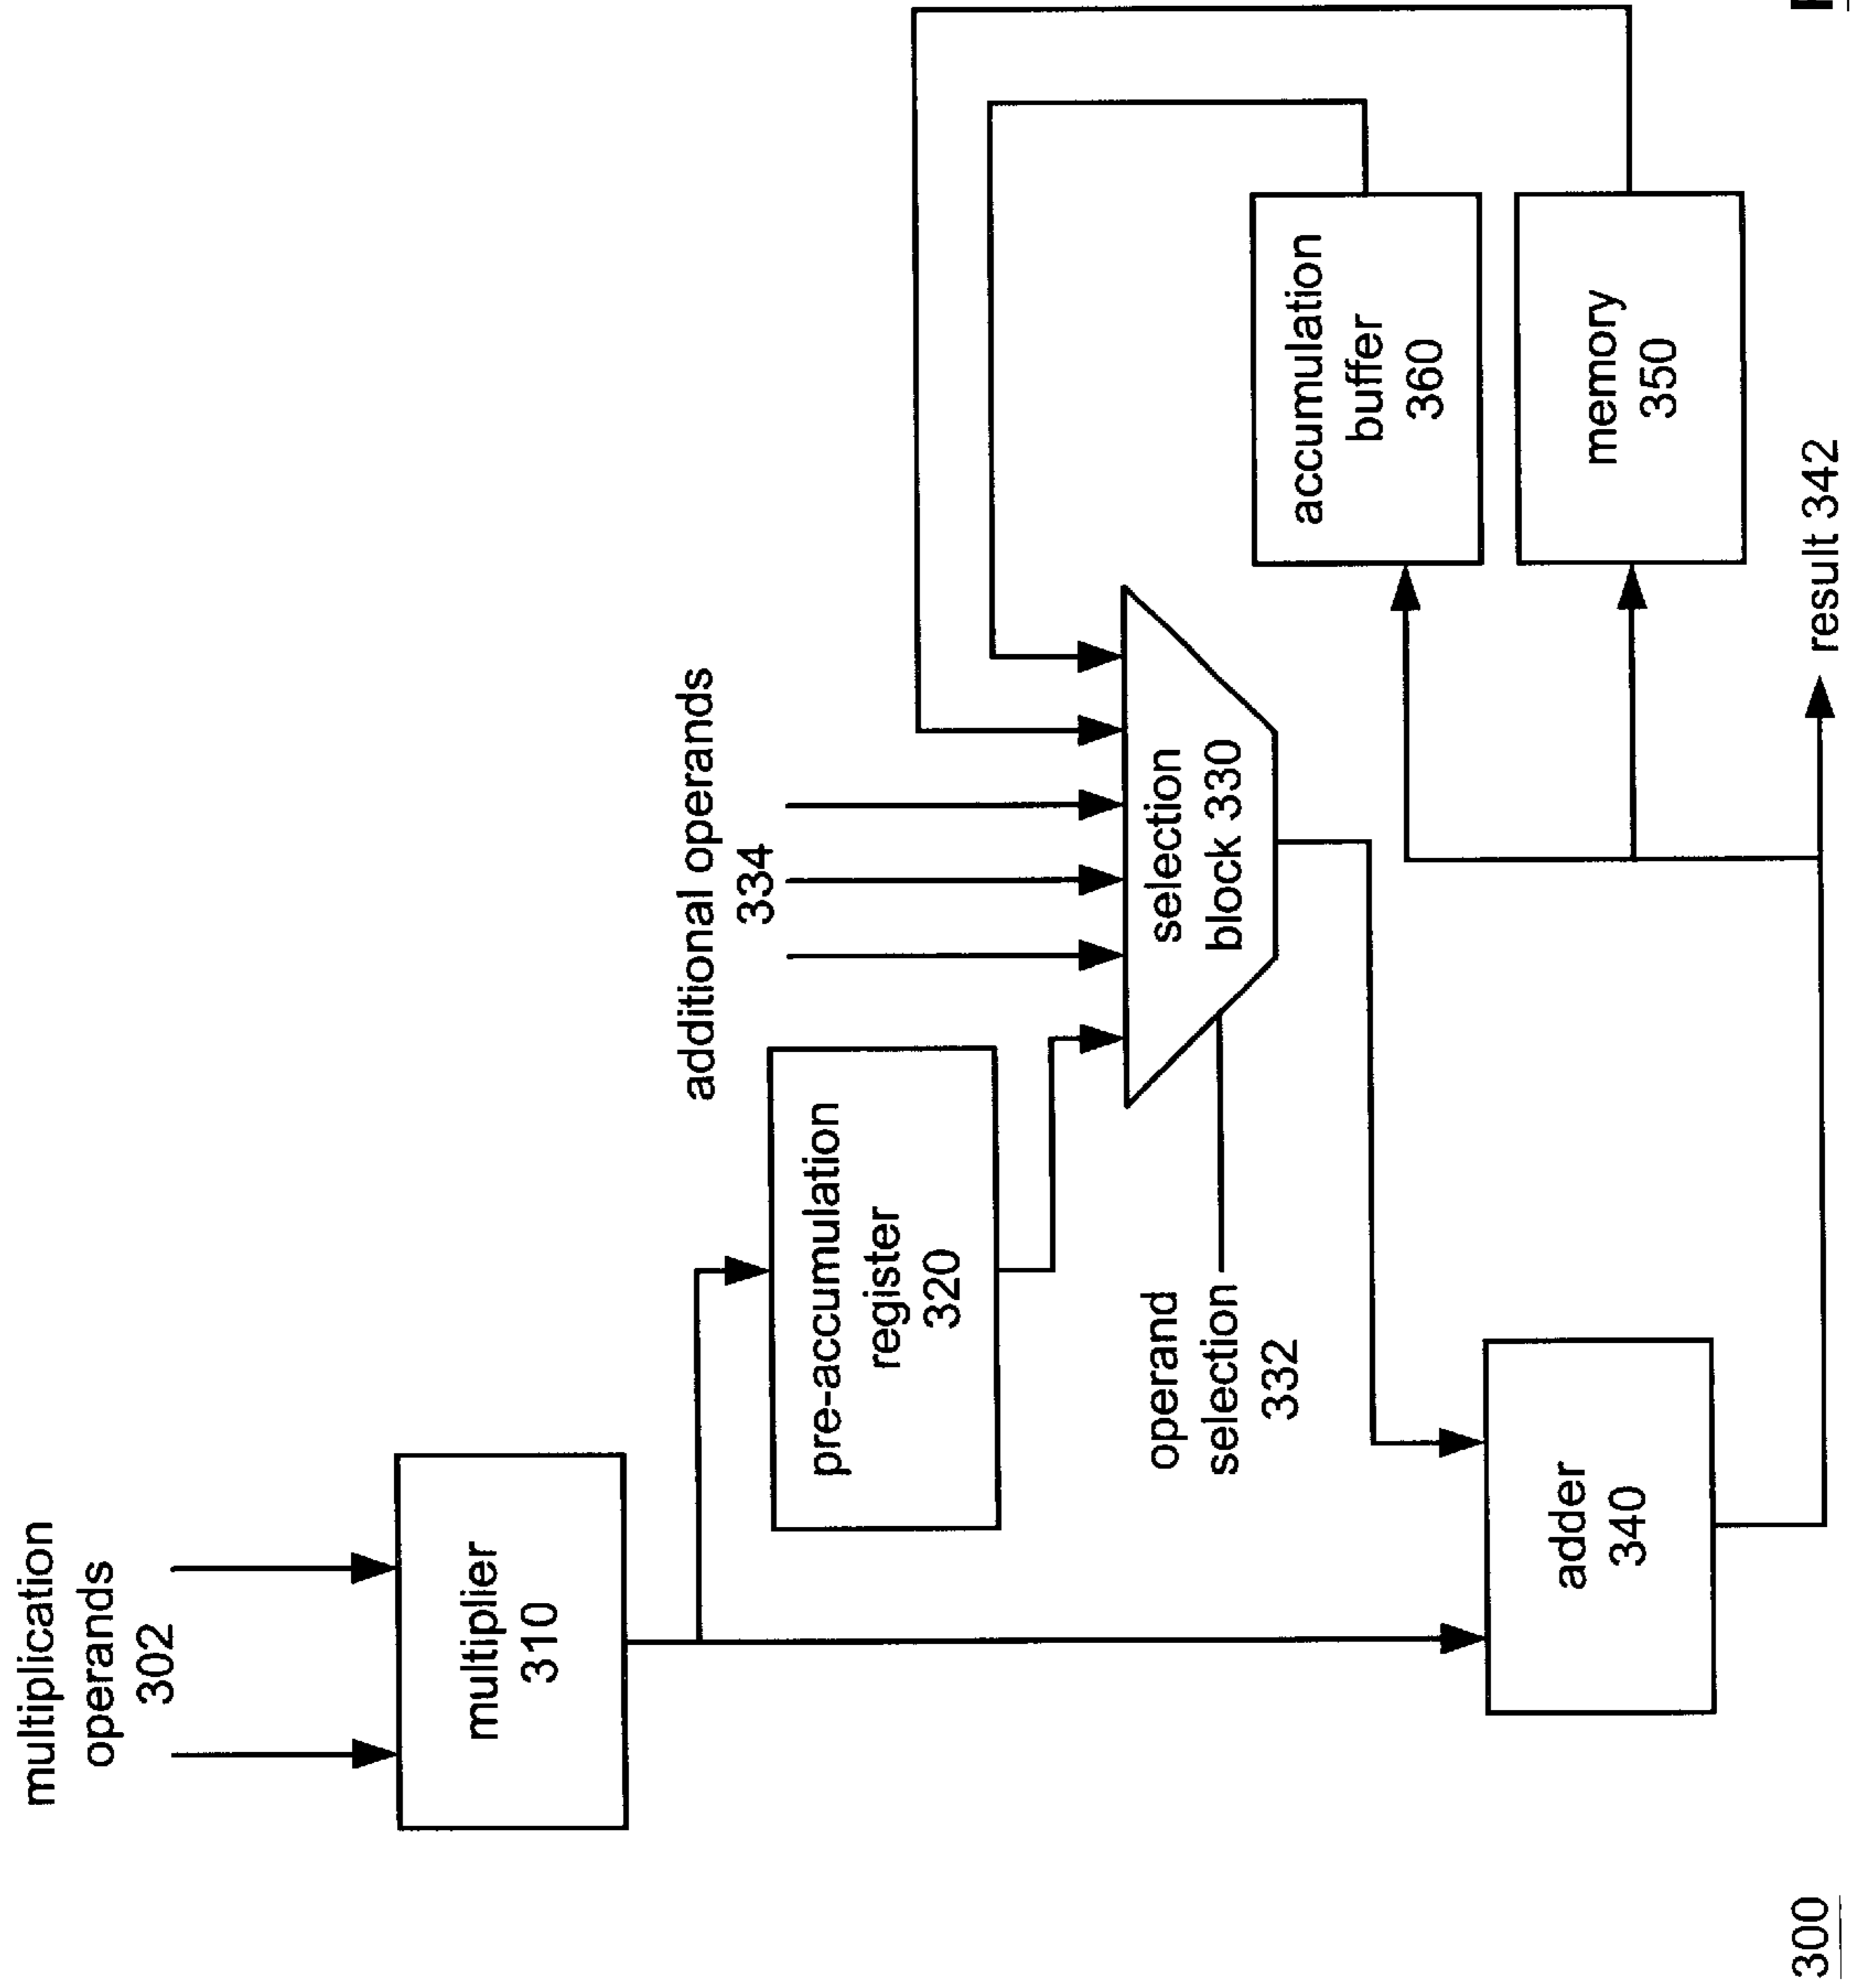 multiplication
operands
302
multiplier
310
additional operands
334
pre-accumulation
register
320
selection
block 330
operand
selection
332
accumulation
buffer
360
memory
350
adder
340
result 342
300